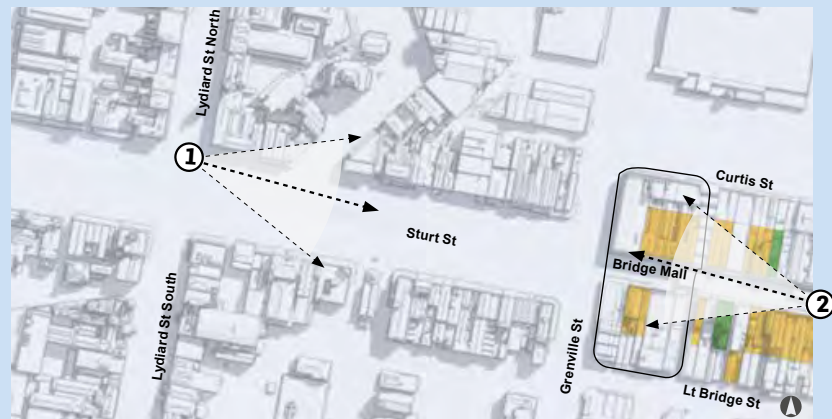 Lydiard St North
1
Curtis St
Sturt St
Bridge Mall
2
Lydiard St South
Grenville St
Lt Bridge St